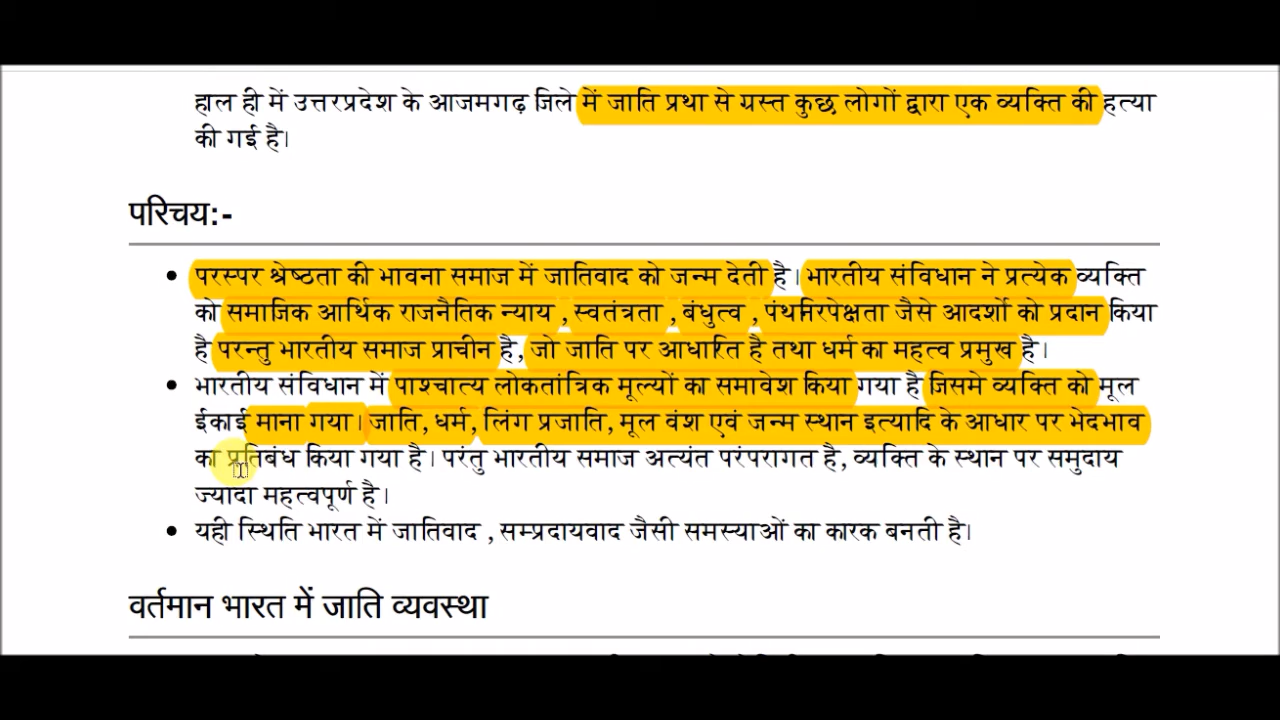 हाल ही में उत्तरप्रदेश के आजमगढ़ जिले में जाति प्रथा से ग्रस्त कुछ लोगों द्वारा एक व्यक्ति की हत्या
की गई है।
परिचय:-
परस्पर श्रेष्ठता की भावना समाज में जातिवाद को जन्म देती है। भारतीय संविधान ने प्रत्येक व्यक्ति
को समाजिक आर्थिक राजनैतिक न्याय , स्वतंत्रता , बंधुत्व , पंथनिरपेक्षता जैसे आदर्शो को प्रदान किया
है परन्तु भारतीय समाज प्राचीन है, जो जाति पर आधारित है तथा धर्म का महत्व प्रमुख है।
भारतीय संविधान में पाश्चात्य लोकतांत्रिक मूल्यों का समावेश किया गया है जिसमे व्यक्ति को मूल
ईकाई माना गया। जाति, धर्म, लिंग प्रजाति, मूल वंश एवं जन्म स्थान इत्यादि के आधार पर भेदभाव
का प्रतिबंध किया गया है। परंतु भारतीय समाज अत्यंत परंपरागत है, व्यक्ति के स्थान पर समुदाय
ज्यादा महत्वपूर्ण है।
यही स्थिति भारत में जातिवाद , सम्प्रदायवाद जैसी समस्याओं का कारक बनती है।
वर्तमान भारत में जाति व्यवस्था